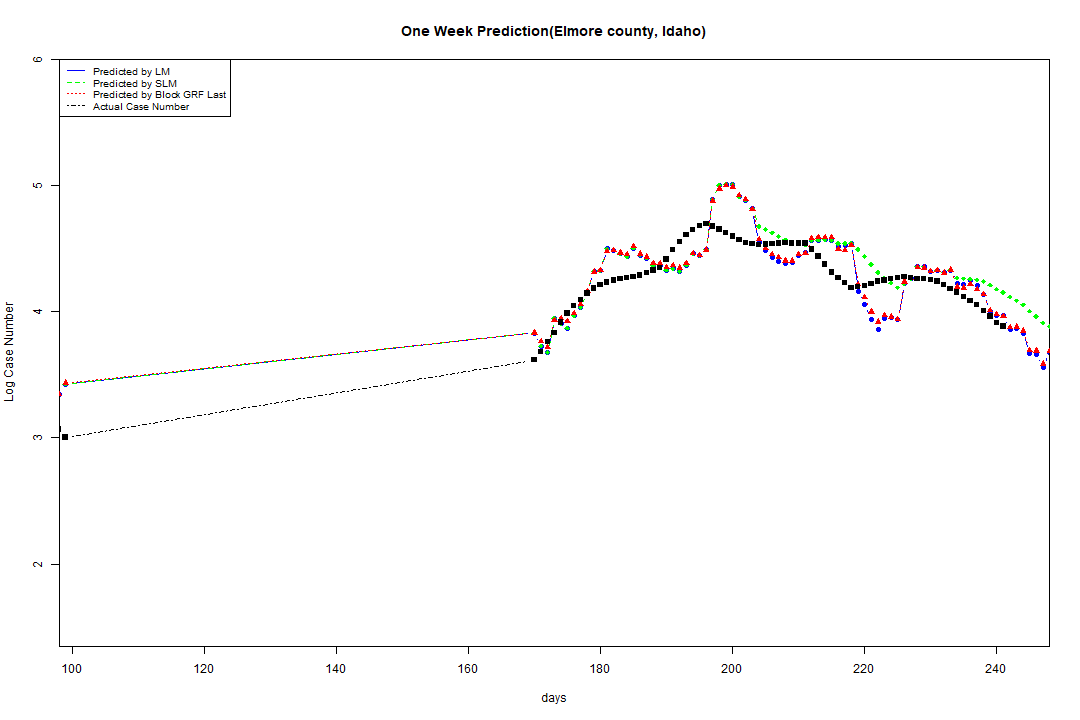 One Week Prediction(Elmore county, Idaho)
Predicted by LM
Predicted by SLM
Predicted by Block GRF Last
Actual Case Number
6
5
4
3
2
Log Case Number
100 120 140 160 180 200 220 240
days